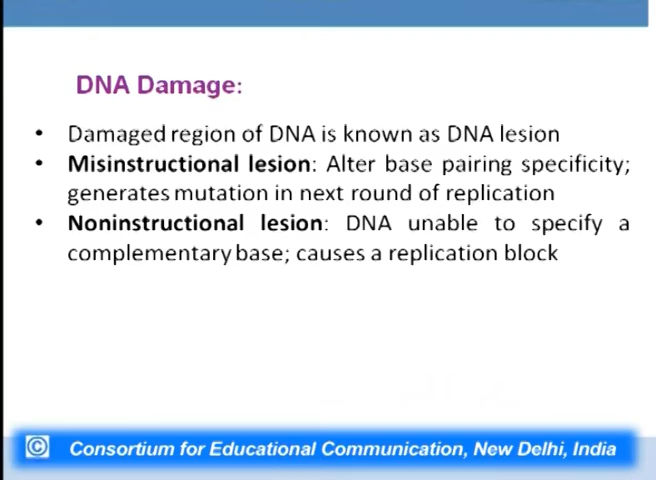 DNA Damage:
• Damaged region of DNA is known as DNA lesion
• Misinstructional lesion: Alter base pairing specificity;
generates mutation in next round of replication
• Noninstructional lesion: DNA unable to specify a
complementary base; causes a replication block
© Consortium for Educational Communication, New Delhi, India